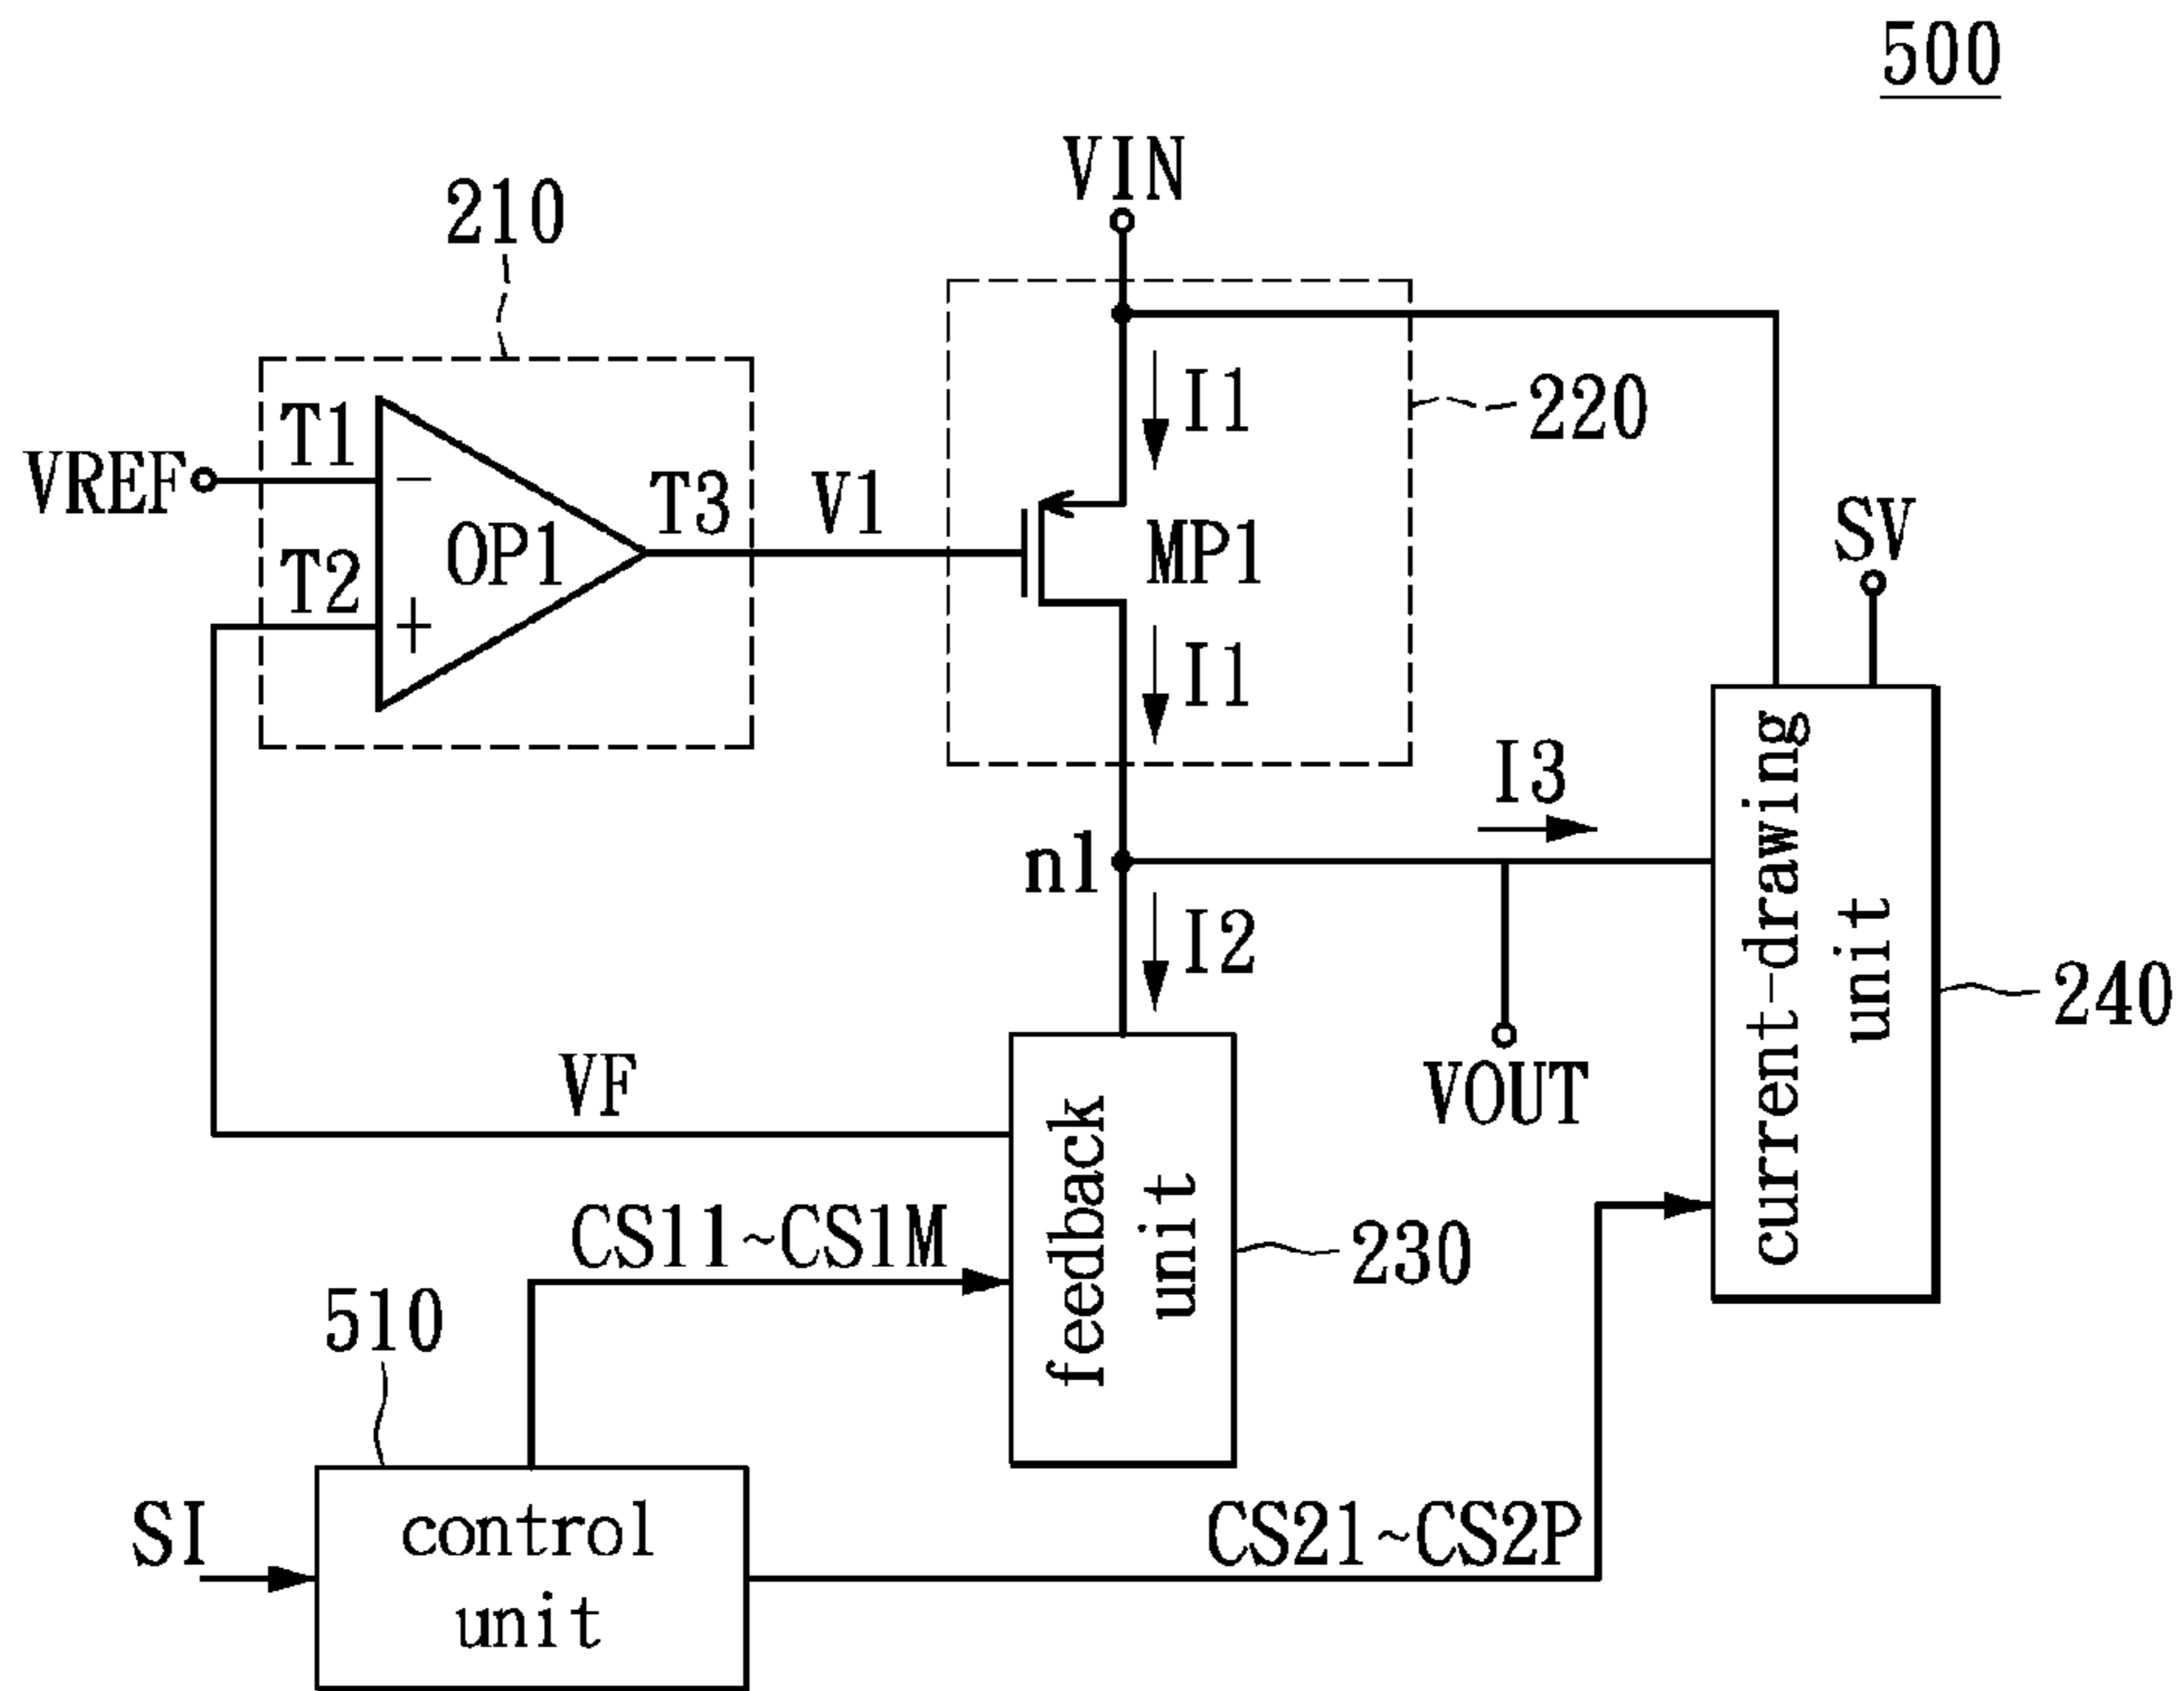 500
VIN
210
I1
220
T1
VREF
−
T3
V1
SV
OP1
MP1
T2
+
I1
I3
n1
I2
current-drawing
unit
240
VF
VOUT
feedback
unit
CS11~CS1M
230
510
SI
control
unit
CS21~CS2P